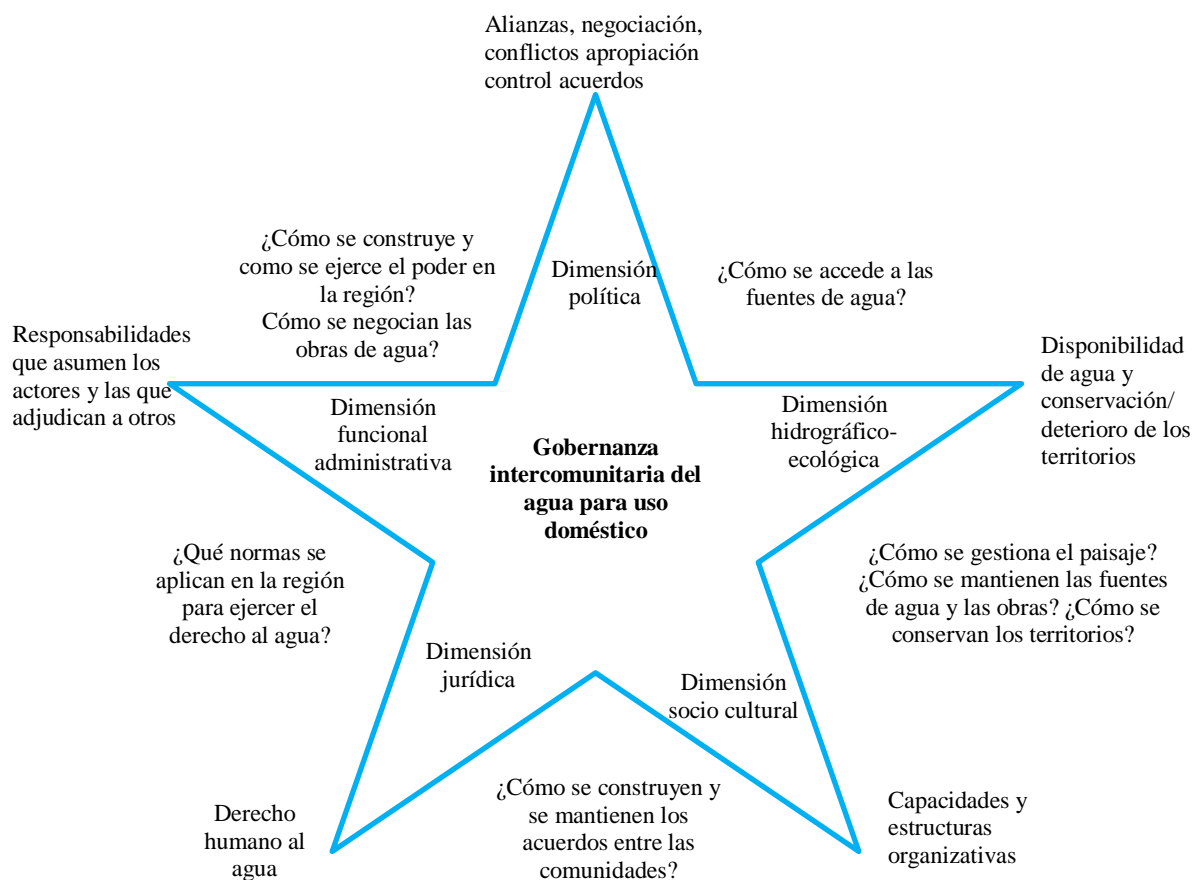 Alianzas, negociación,
conflictos apropiación
control acuerdos
¿Cómo se construye y
como se ejerce el poder en
la región?
Cómo se negocian las
obras de agua?
Dimensión
política
¿Cómo se accede a las
fuentes de agua?
Responsabilidades
que asumen los
actores y las que
adjudican a otros
Dimensión
funcional
administrativa
Gobernanza
intercomunitaria del
agua para uso
doméstico
Dimensión
hidrográfico-
ecológica
Disponibilidad
de agua y
conservación/
deterioro de los
territorios
¿Qué normas se
aplican en la región
para ejercer el
derecho al agua?
¿Cómo se gestiona el paisaje?
¿Cómo se mantienen las fuentes
de agua y las obras? ¿Cómo se
conservan los territorios?
Dimensión
jurídica
Dimensión
socio cultural
Derecho
humano al
agua
¿Cómo se construyen y
se mantienen los
acuerdos entre las
comunidades?
Capacidades y
estructuras
organizativas